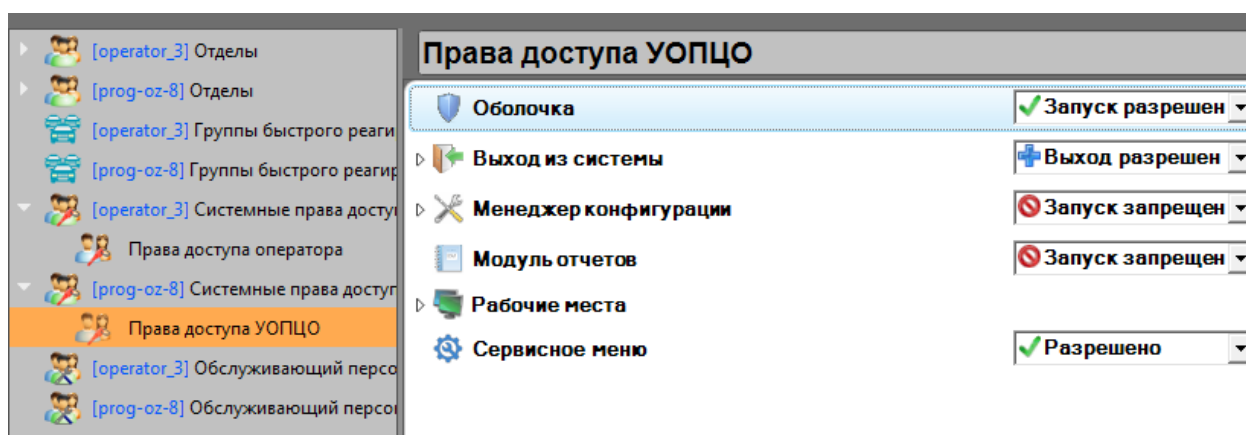 [operator_3] Отделы
[prog-oz-8] Отделы
[operator_3] Группы быстрого реаги
[prog-oz-8] Группы быстрого реагир
[operator_3] Системные права досту
Права доступа оператора
[prog-oz-8] Системные права доступ
Права доступа УОПЦО
[operator_3] Обслуживающий персо
[prog-oz-8] Обслуживающий персо
Права доступа УОПЦО
Оболочка Запуск разрешен
Выход из системы Выход разрешен
Менеджер конфигурации Запуск запрещен
Модуль отчетов Запуск запрещен
Рабочие места
Сервисное меню Разрешено